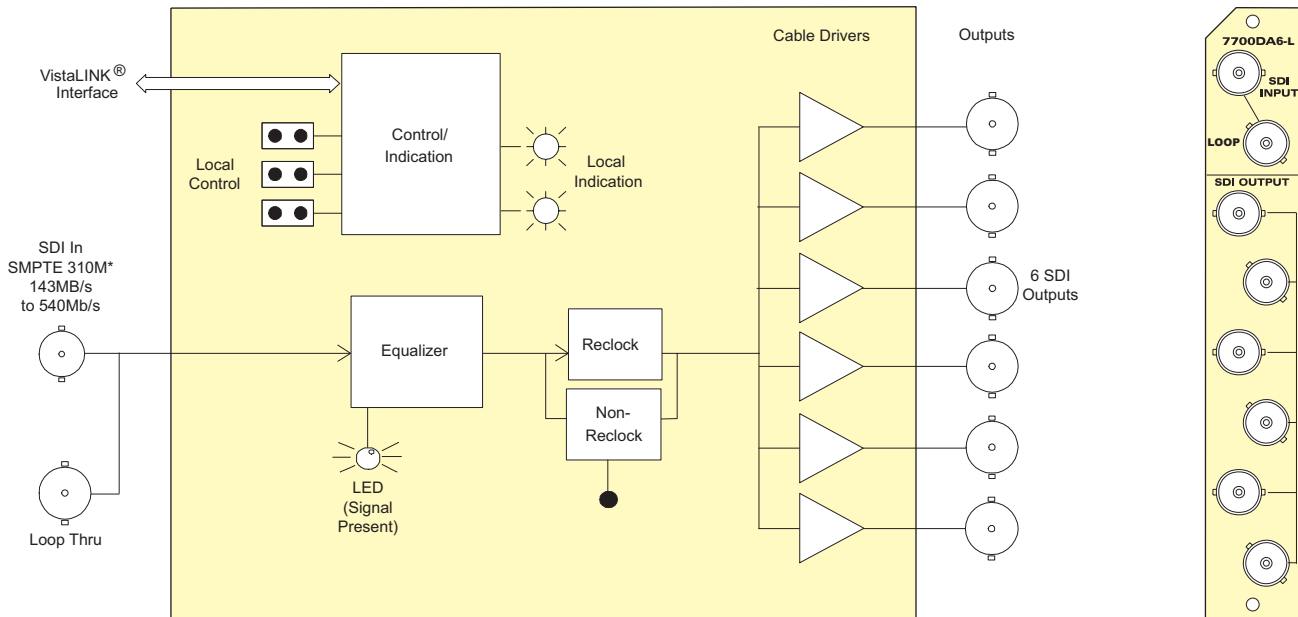 Cable Drivers
Outputs
VistaLINK®
Interface
Control/
Indication
Local
Control
Local
Indication
SDI In
SMPTE 310M*
143MB/s
to 540Mb/s
Equalizer
Reclock
Non-
Reclock
6 SDI
Outputs
LED
(Signal
Present)
Loop Thru
7700DA6-L
SDI
INPUT
LOOP
SDI OUTPUT